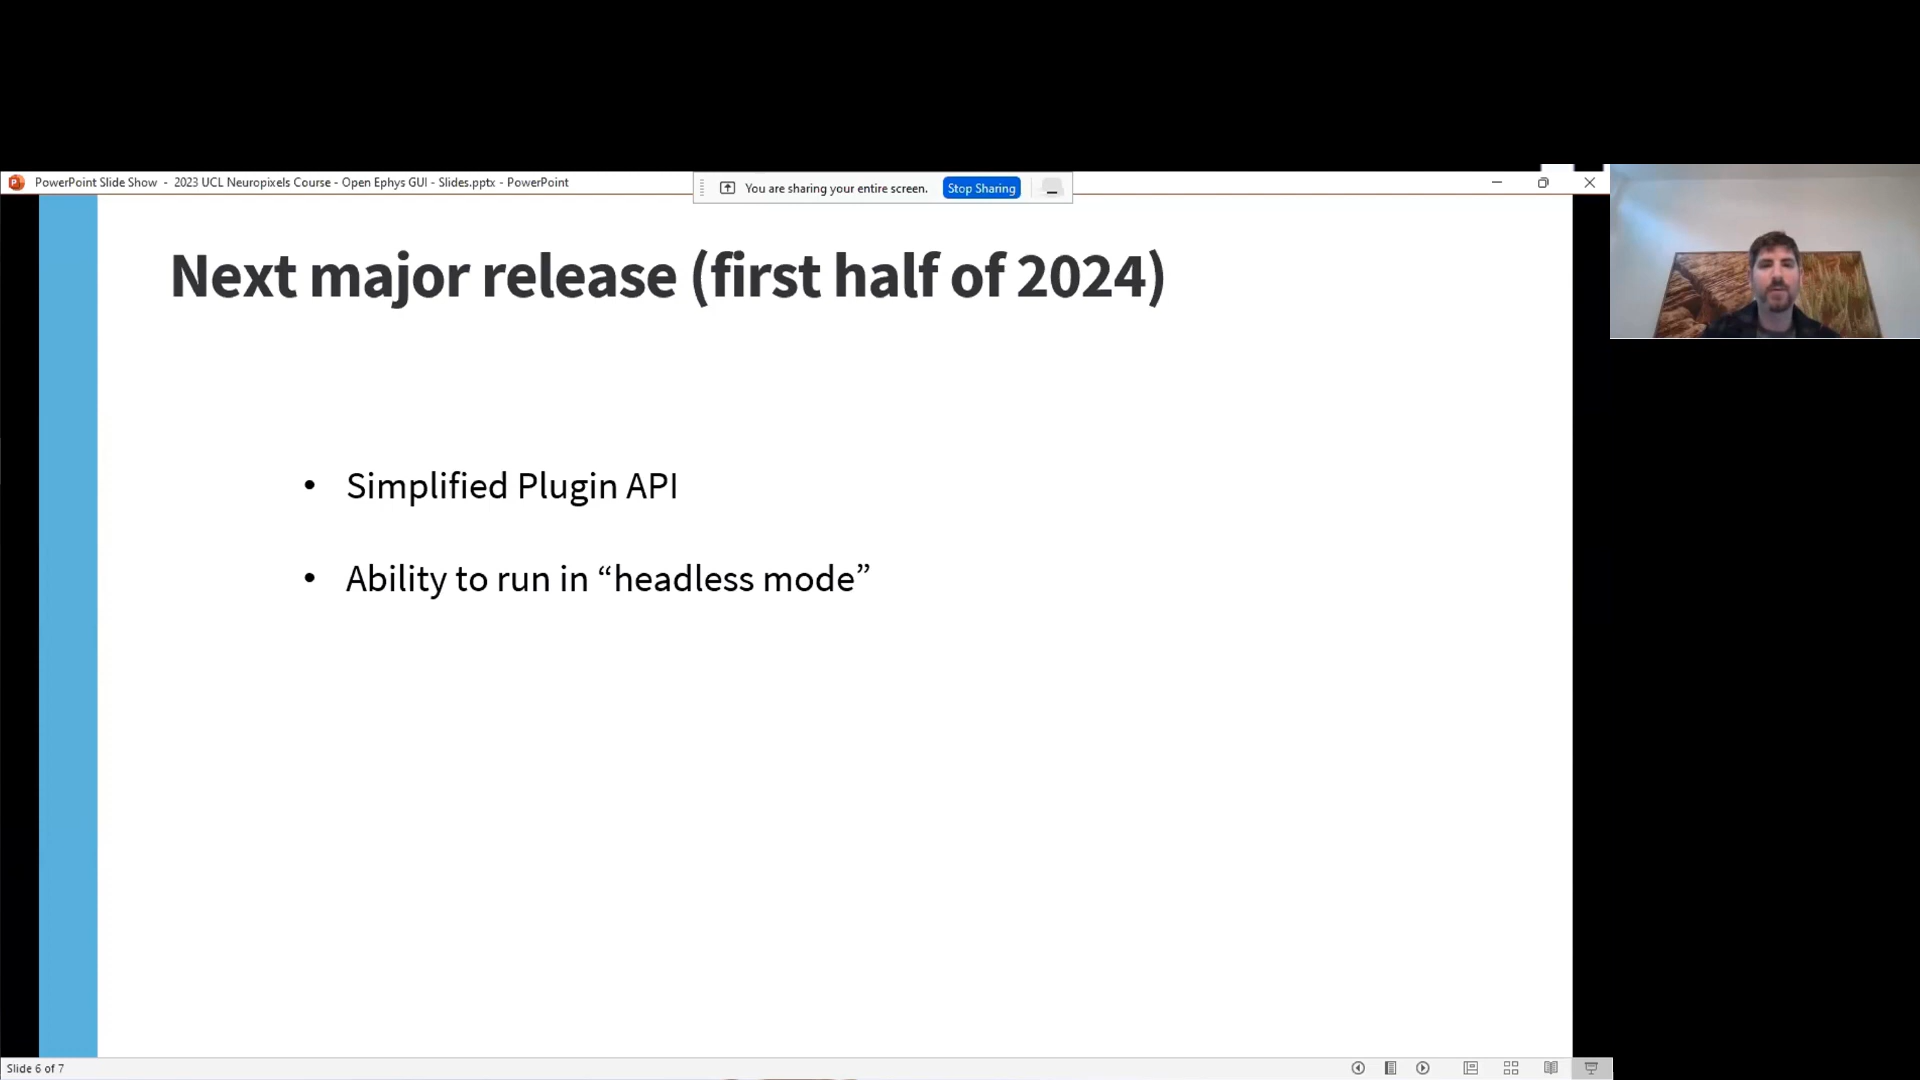 PowerPoint Slide Show - 2023 UCL Neuropixels Course - Open Ephys GUI - Slides.pptx - PowerPoint
You are sharing your entire screen.
Stop Sharing
Next major release (first half of 2024)
• Simplified Plugin API
• Ability to run in “headless mode”
Slide 6 of 7